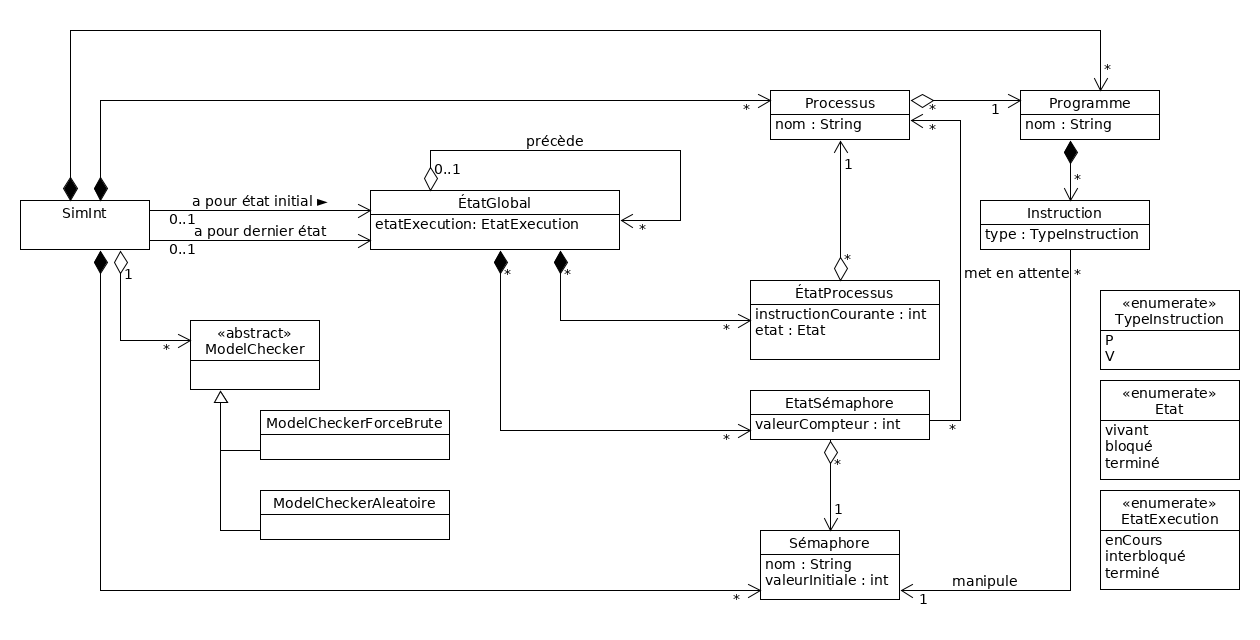 *
Processus
nom : String
*
*
1
Programme
nom : String
*
précède
0..1
1
*
SimInt
a pour état initial ►
0..1
a pour dernier état
0..1
ÉtatGlobal
etatExecution: EtatExecution
*
Instruction
type : TypeInstruction
*
*
*
1
*
met en attente
*
«abstract»
ModelChecker
*
ÉtatProcessus
instructionCourante : int
etat : Etat
*
«enumerate»
TypeInstruction
P
V
ModelCheckerForceBrute
EtatSémaphore
valeurCompteur : int
*
*
*
«enumerate»
Etat
vivant
bloqué
terminé
ModelCheckerAleatoire
1
Sémaphore
nom : String
valeurInitiale : int
*
manipule
1
«enumerate»
EtatExecution
enCours
interbloqué
terminé